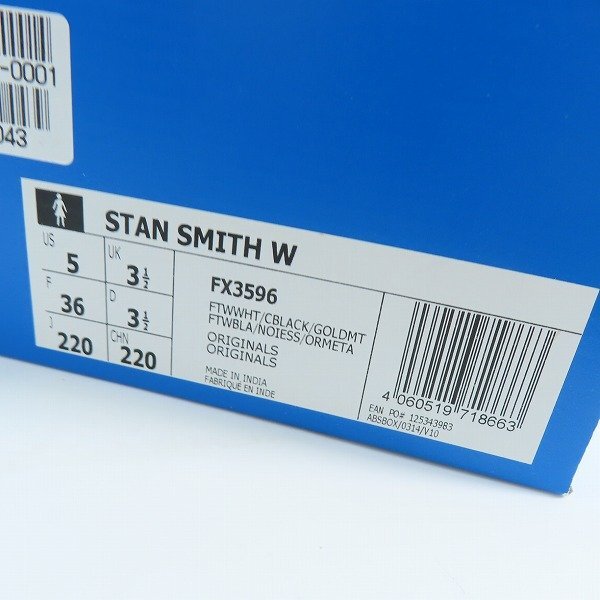 -0001
043
STAN SMITH W
US 5 UK 3½
F 36 D 3½
J 220 CHN 220
FX3596
FTWWHT/CBLACK/GOLDMT
FTWBLA/NOIESS/ORMETA
ORIGINALS
ORIGINALS
MADE IN INDIA
FABRIQUE EN INDE
4 060519 718663
EAN PO# 125343983
ABSBOX/0314/V10